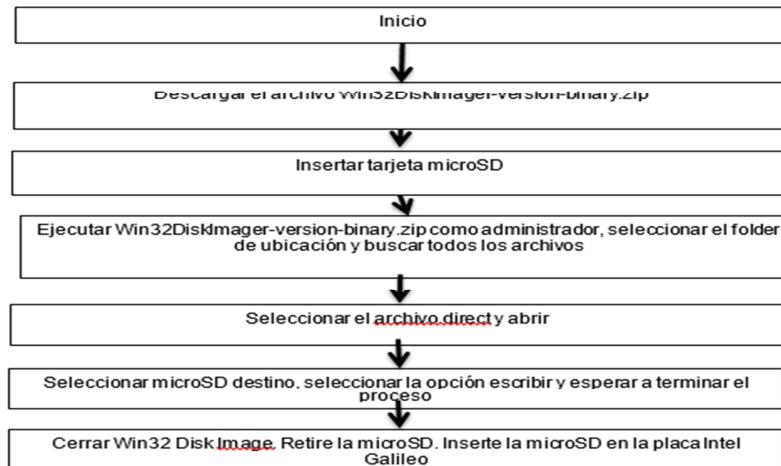 Inicio
Descargar el archivo Win32DiskImager-version-binary.zip
Insertar tarjeta microSD
Ejecutar Win32DiskImager-version-binary.zip como administrador, seleccionar el folder
de ubicación y buscar todos los archivos
Seleccionar el archivo.direct y abrir
Seleccionar microSD destino, seleccionar la opción escribir y esperar a terminar el
proceso
Cerrar Win32 Disk Image. Retire la microSD. Inserte la microSD en la placa Intel
Galileo